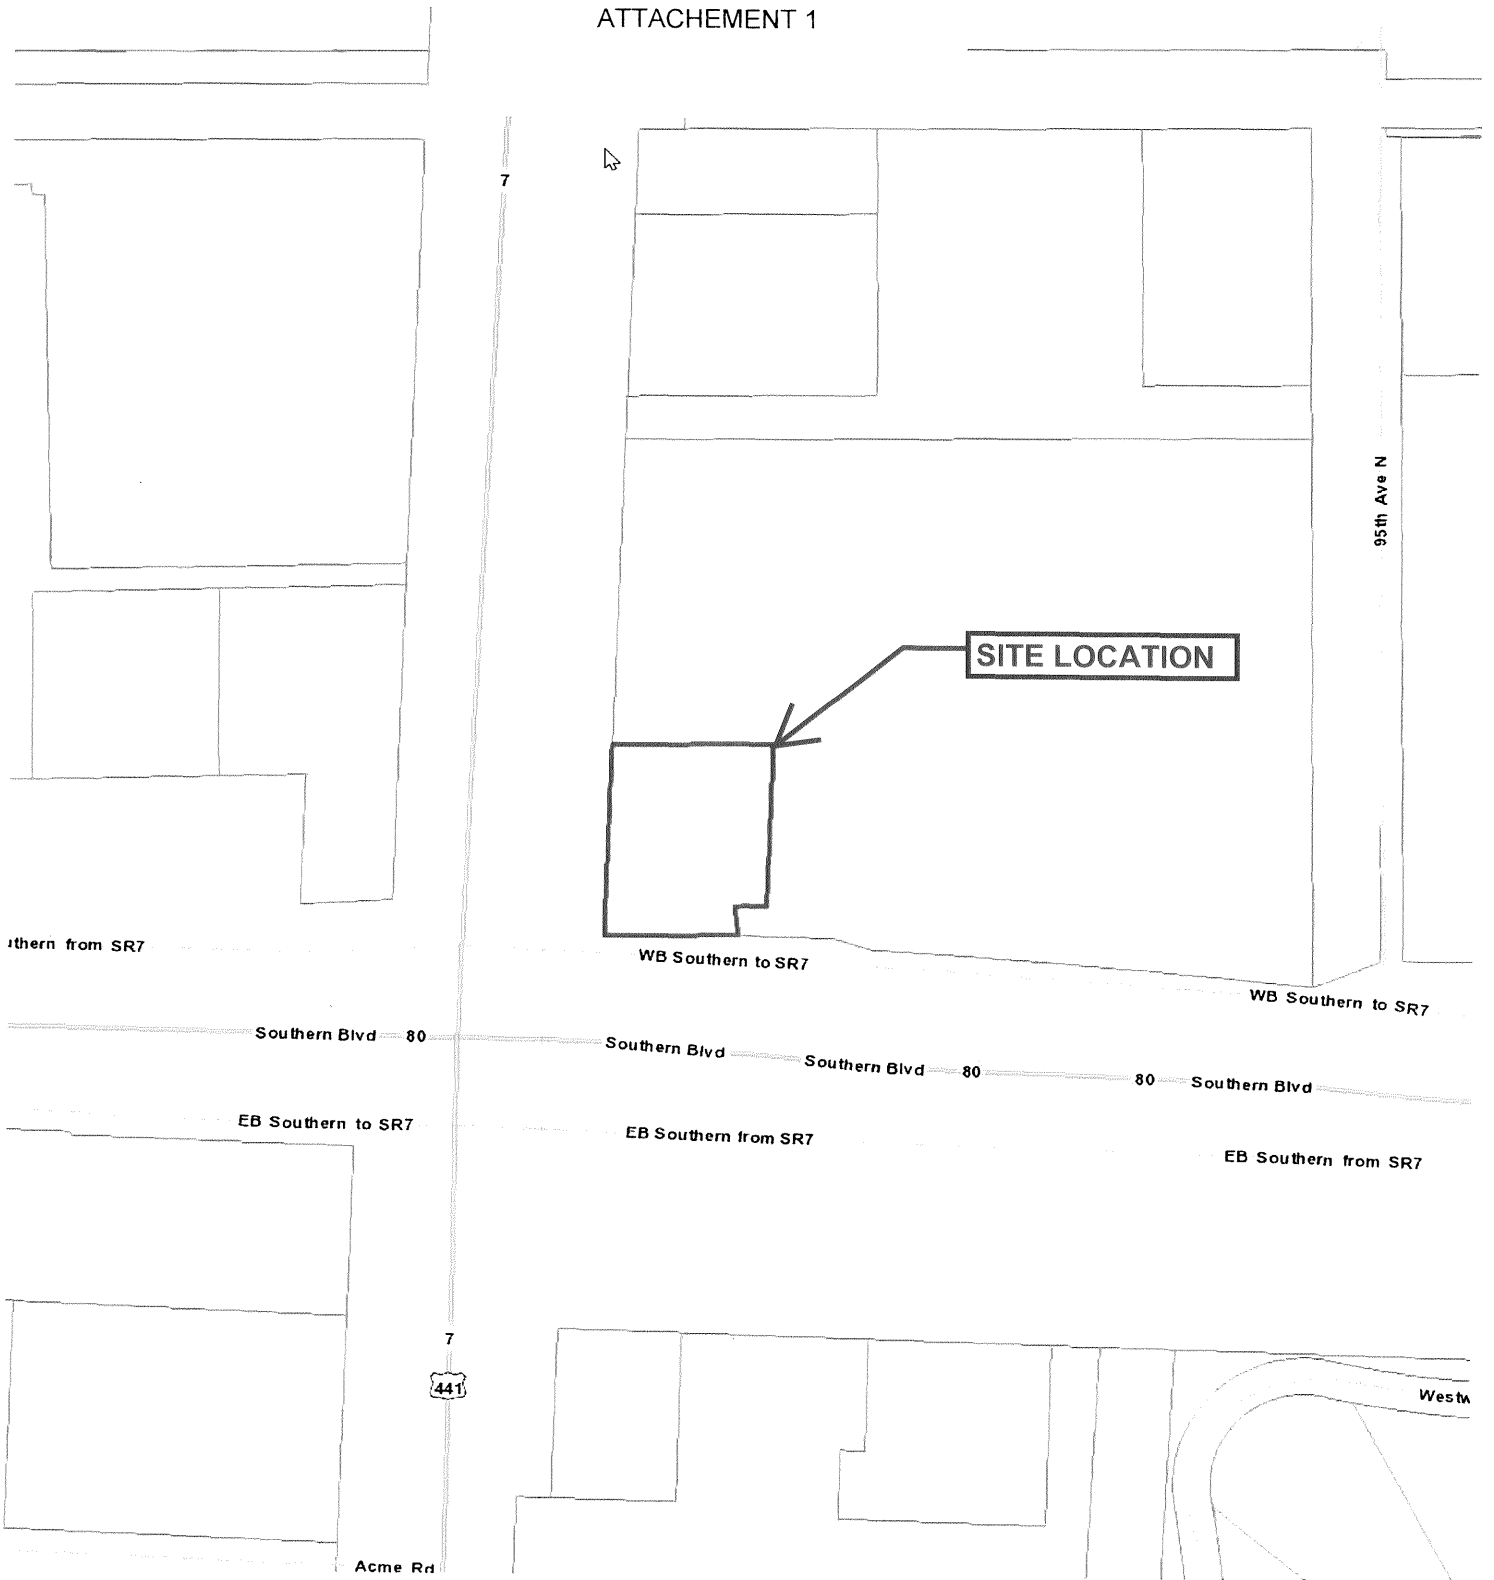 ATTACHEMENT 1
7
95th Ave N
SITE LOCATION
from SR7
WB Southern to SR7
WB Southern to SR7
Southern Blvd 80
Southern Blvd
Southern Blvd 80
80 Southern Blvd
EB Southern to SR7
EB Southern from SR7
EB Southern from SR7
7
441
Acme Rd